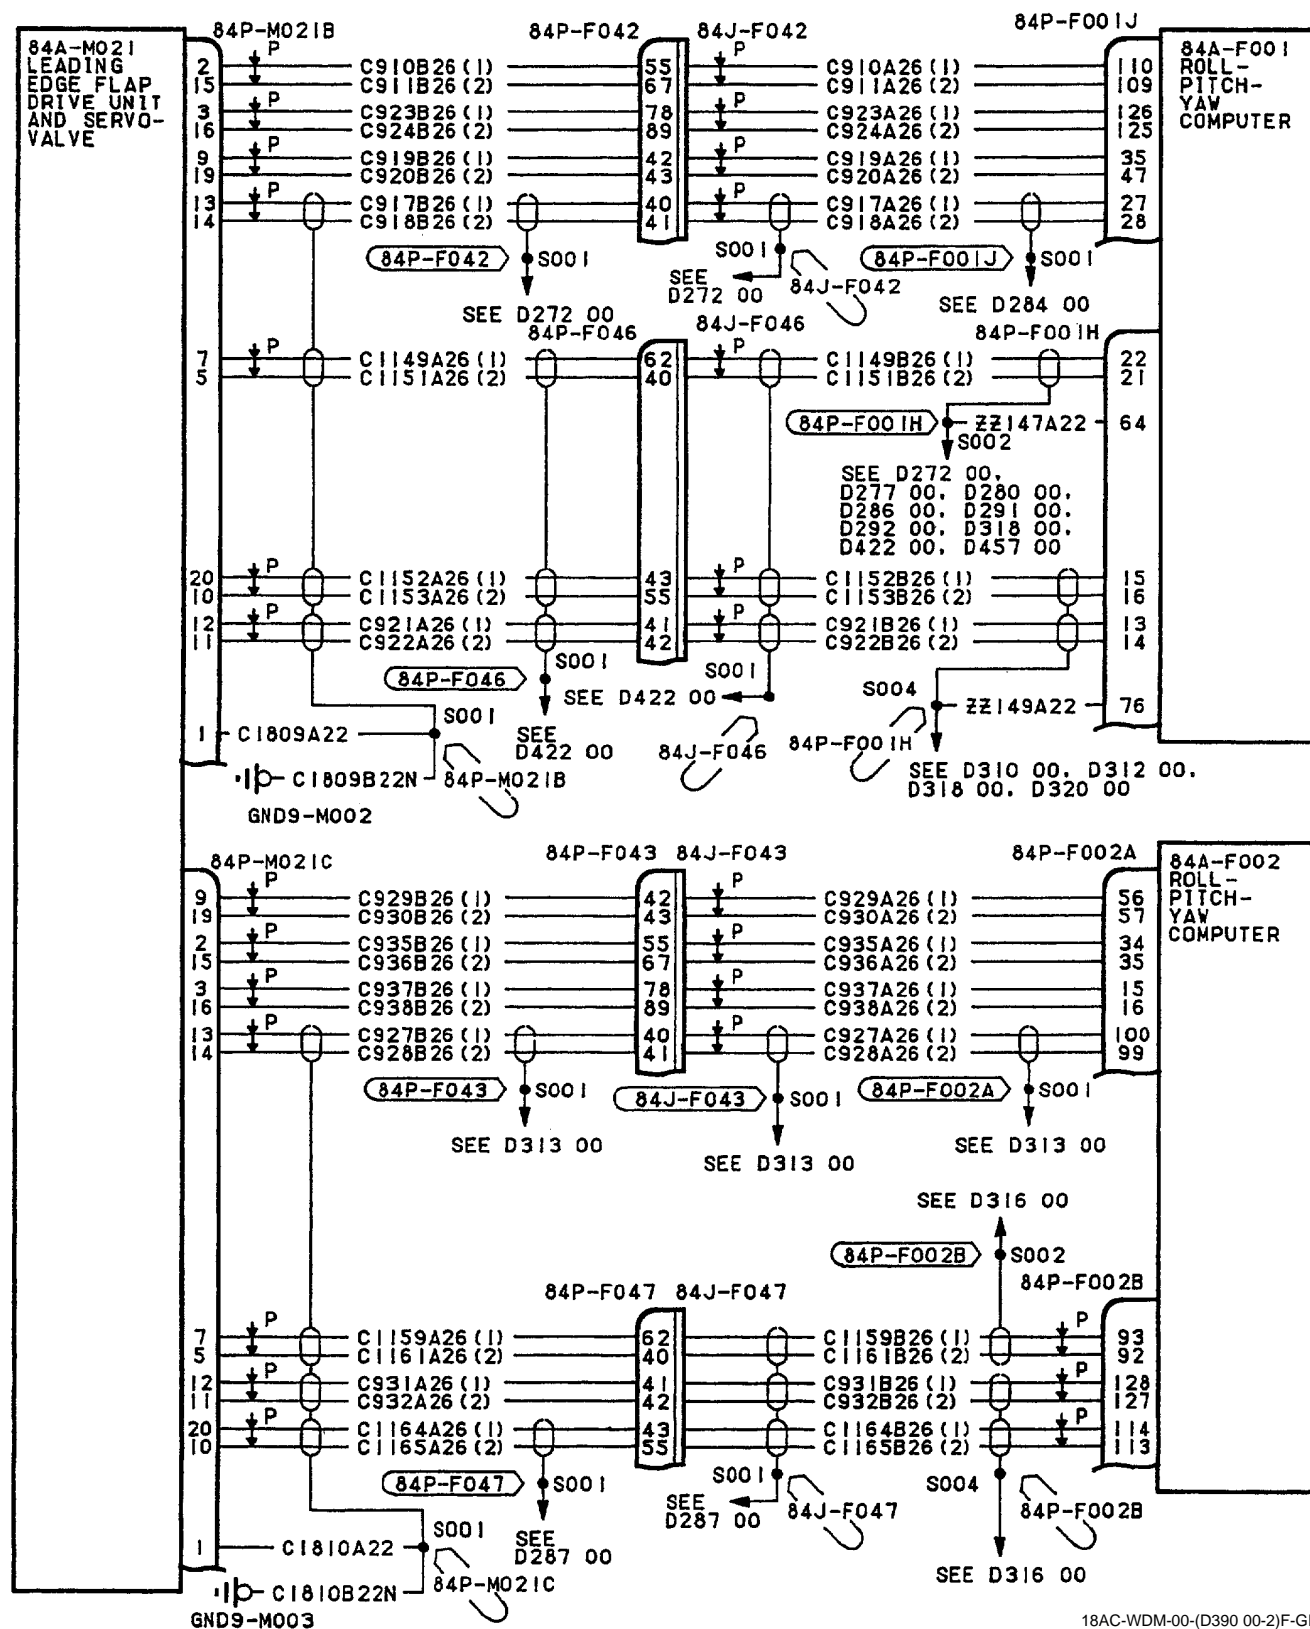 84P-M021B
84P-F042
84J-F042
84P-F001J
84A-M021
LEADING
EDGE FLAP
DRIVE UNIT
AND SERVO-
VALVE
84A-F001
ROLL-
PITCH-
YAW
COMPUTER
P P
2 C910B26(1) 55 C910A26(1) 110
15 C911B26(2) 67 C911A26(2) 109
P P
3 C923B26(1) 78 C923A26(1) 126
16 C924B26(2) 89 C924A26(2) 125
P P
9 C919B26(1) 42 C919A26(1) 35
19 C920B26(2) 43 C920A26(2) 47
P P
13 C917B26(1) 40 C917A26(1) 27
14 C918B26(2) 41 C918A26(2) 28
84P-F042 S001
SEE D272 00
S001
SEE
D272 00
84J-F042
84P-F001J S001
SEE D284 00
84P-F046
84J-F046
84P-F001H
P P
7 C1149A26(1) 62 C1149B26(1) 22
5 C1151A26(2) 40 C1151B26(2) 21
84P-F001H ZZ147A22 64
S002
SEE D272 00,
D277 00, D280 00,
D286 00, D291 00,
D292 00, D318 00,
D422 00, D457 00
P P
20 C1152A26(1) 43 C1152B26(1) 15
10 C1153A26(2) 55 C1153B26(2) 16
P P
12 C921A26(1) 41 C921B26(1) 13
11 C922A26(2) 42 C922B26(2) 14
84P-F046 S001
SEE
D422 00
S001
SEE D422 00
84J-F046
S004 ZZ149A22 76
84P-F001H
SEE D310 00, D312 00,
D318 00, D320 00
S001
1 C1809A22
C1809B22N 84P-M021B
GND9-M002
84P-M021C
84P-F043
84J-F043
84P-F002A
84A-F002
ROLL-
PITCH-
YAW
COMPUTER
P P
9 C929B26(1) 42 C929A26(1) 56
19 C930B26(2) 43 C930A26(2) 57
P P
2 C935B26(1) 55 C935A26(1) 34
15 C936B26(2) 67 C936A26(2) 35
P P
3 C937B26(1) 78 C937A26(1) 15
16 C938B26(2) 89 C938A26(2) 16
P P
13 C927B26(1) 40 C927A26(1) 100
14 C928B26(2) 41 C928A26(2) 99
84P-F043 S001
SEE D313 00
84J-F043 S001
SEE D313 00
84P-F002A S001
SEE D313 00
SEE D316 00
84P-F002B S002
84P-F047
84J-F047
84P-F002B
P P
7 C1159A26(1) 62 C1159B26(1) 93
5 C1161A26(2) 40 C1161B26(2) 92
P P
12 C931A26(1) 41 C931B26(1) 128
11 C932A26(2) 42 C932B26(2) 127
P P
20 C1164A26(1) 43 C1164B26(1) 114
10 C1165A26(2) 55 C1165B26(2) 113
84P-F047 S001
SEE
D287 00
S001
SEE
D287 00
84J-F047
S004
84P-F002B
SEE D316 00
S001
1 C1810A22
C1810B22N 84P-M021C
GND9-M003
18AC-WDM-00-(D390 00-2)F-G